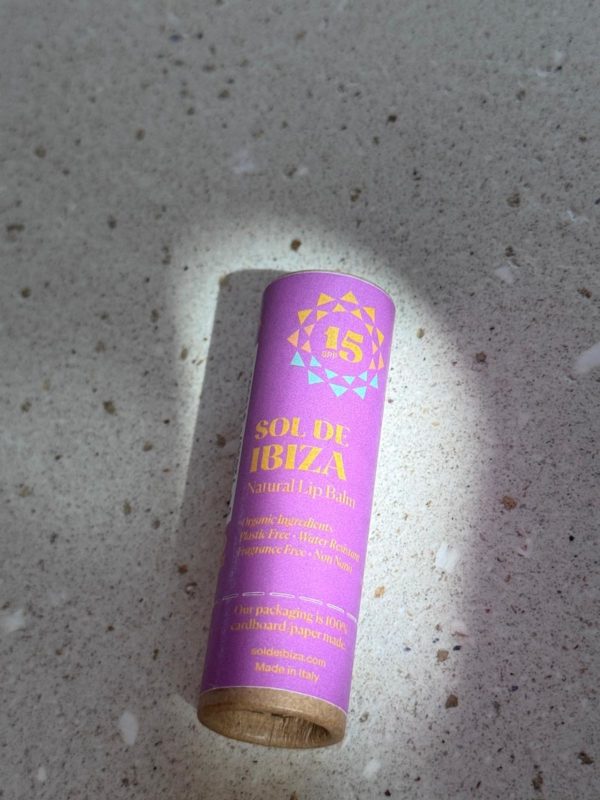 15
SPF
SOL DE
IBIZA
Natural Lip Balm
Organic Ingredients
Plastic Free • Water Resistant
Fragrance Free • Non Nano
Our packaging is 100%
cardboard-paper made.
soldeibiza.com
Made in Italy